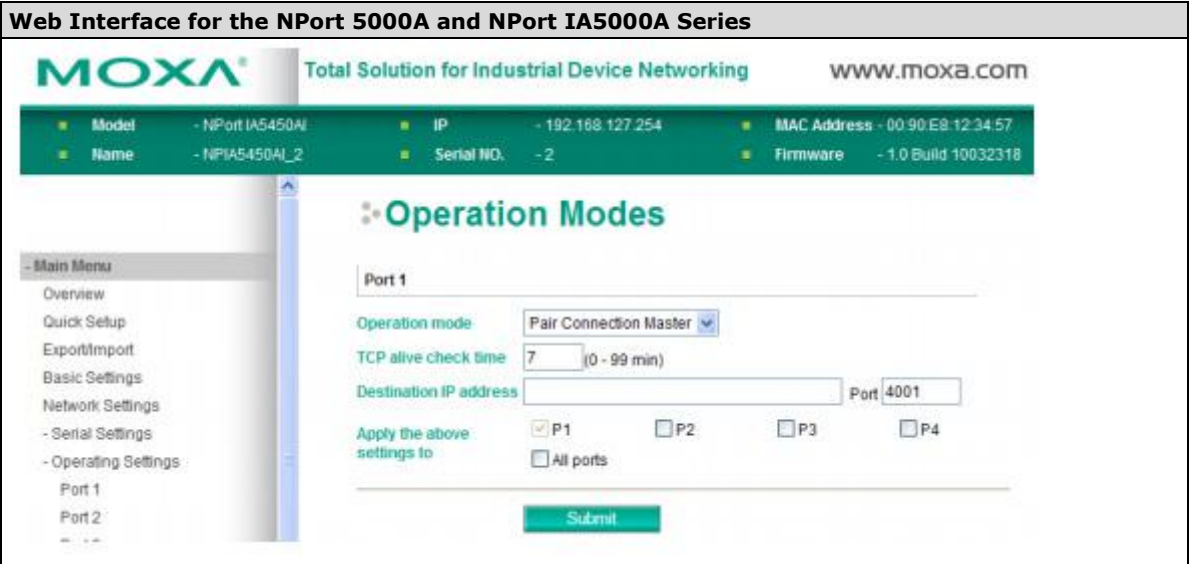 Web Interface for the NPort 5000A and NPort IA5000A Series
MOXA Total Solution for Industrial Device Networking www.moxa.com
Model - NPort IA5450AI IP - 192.168.127.254 MAC Address - 00:90:E8:12:34:57
Name - NPIA5450AI_2 Serial NO. - 2 Firmware - 1.0 Build 10032318
Operation Modes
- Main Menu
Overview
Quick Setup
Export/Import
Basic Settings
Network Settings
- Serial Settings
- Operating Settings
Port 1
Port 2
Port 1
Operation mode Pair Connection Master
TCP alive check time 7 (0 - 99 min)
Destination IP address Port 4001
Apply the above settings to P1 P2 P3 P4
All ports
Submit